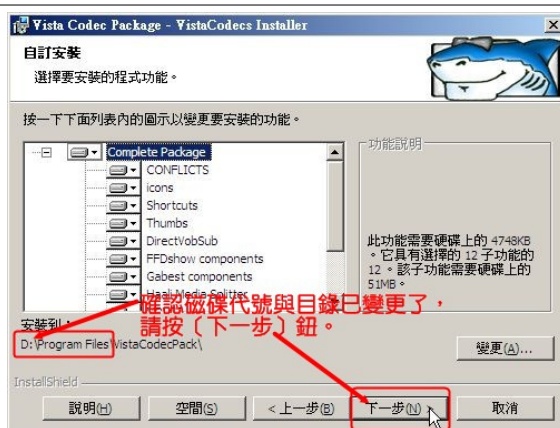 Vista Codec Package - VistaCodecs Installer
自訂安裝
選擇要安裝的程式功能。
按一下下面列表內的圖示以變更要安裝的功能。
Complete Package
CONFLICTS
icons
Shortcuts
Thumbs
DirectVobSub
FFDshow components
Gabest components
Haali Media Splitter
功能說明
此功能需要硬碟上的 4748KB
。它具有選擇的 12 子功能的
12 。該子功能需要硬碟上的
51MB。
確認磁碟代號與目錄已變更了，
請按〔下一步〕鈕。
安裝到：
D:\Program Files\VistaCodecPack\
變更(A)...
InstallShield
說明(H)
空間(S)
< 上一步(B)
下一步(N) >
取消